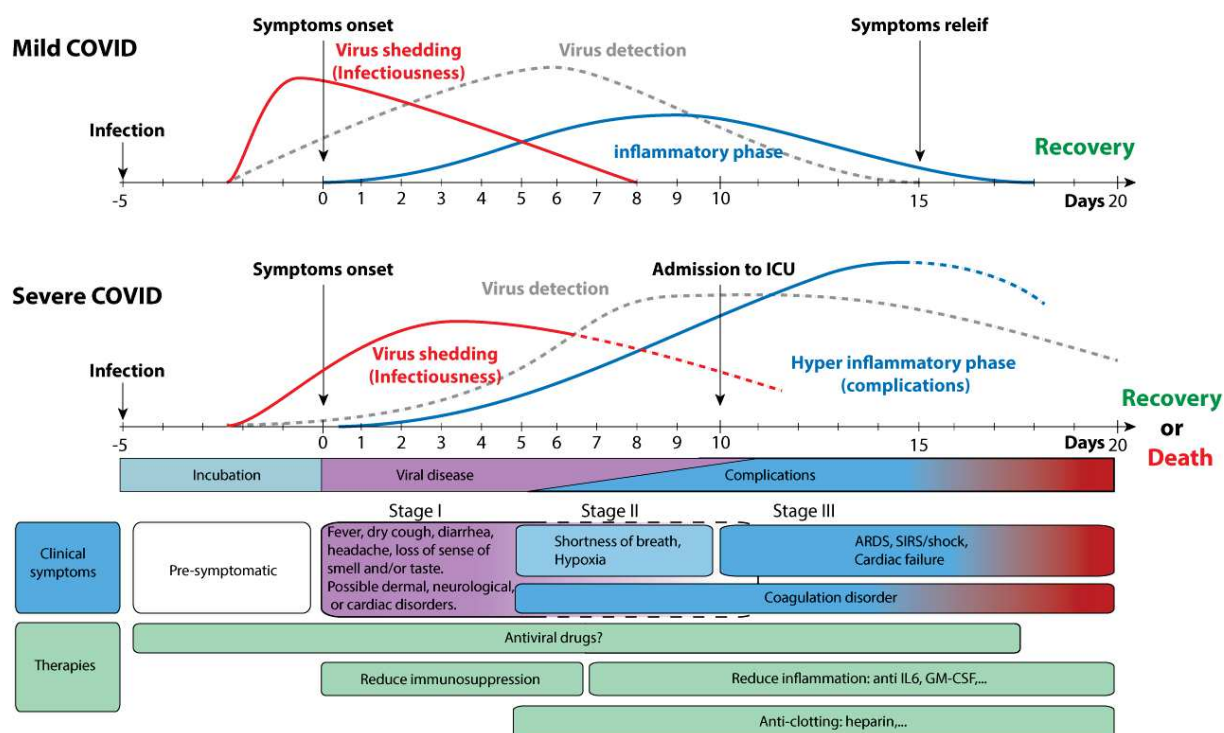 Mild COVID
Symptoms onset
Symptoms releif
Virus shedding
(Infectiousness)
Virus detection
Infection
inflammatory phase
Recovery
-5 0 1 2 3 4 5 6 7 8 9 10 15 Days 20
Severe COVID
Symptoms onset
Admission to ICU
Virus detection
Infection
Virus shedding
(Infectiousness)
Hyper inflammatory phase
(complications)
Recovery
or
Death
-5 0 1 2 3 4 5 6 7 8 9 10 15 Days 20
Incubation Viral disease Complications
Stage I Stage II Stage III
Clinical
symptoms
Pre-symptomatic
Fever, dry cough, diarrhea,
headache, loss of sense of
smell and/or taste.
Possible dermal, neurological,
or cardiac disorders.
Shortness of breath,
Hypoxia
ARDS, SIRS/shock,
Cardiac failure
Coagulation disorder
Therapies
Antiviral drugs?
Reduce immunosuppression
Reduce inflammation: anti IL6, GM-CSF,...
Anti-clotting: heparin,...